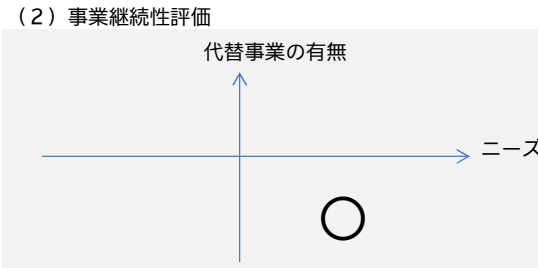 （２）事業継続性評価
代替事業の有無
ニーズ